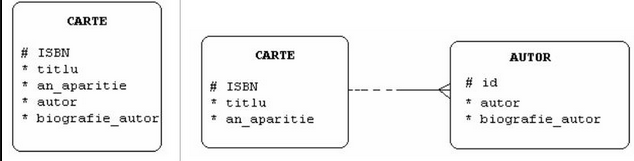 CARTE
# ISBN
* titlu
* an_aparitie
* autor
* biografie_autor
CARTE
# ISBN
* titlu
* an_aparitie
AUTOR
# id
* autor
* biografie_autor